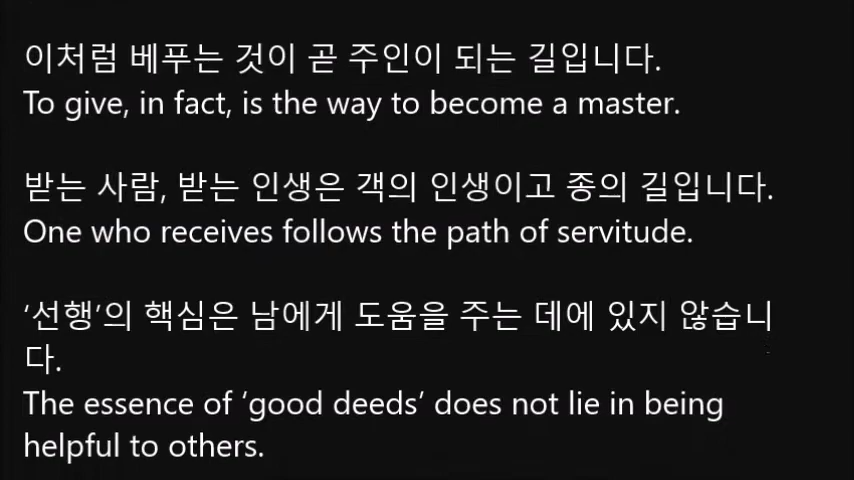 이처럼 베푸는 것이 곧 주인이 되는 길입니다.
To give, in fact, is the way to become a master.
받는 사람, 받는 인생은 객의 인생이고 종의 길입니다.
One who receives follows the path of servitude.
‘선행’의 핵심은 남에게 도움을 주는 데에 있지 않습니
다.
The essence of ‘good deeds’ does not lie in being
helpful to others.